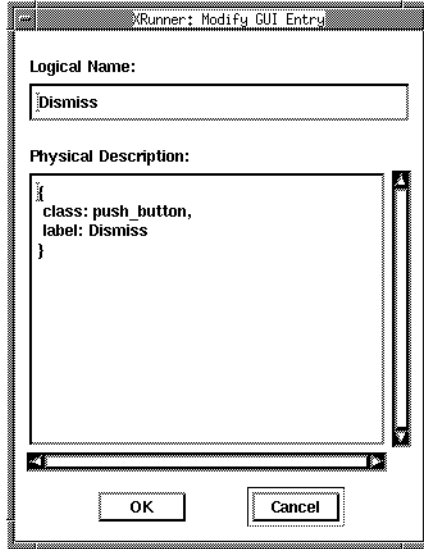 XRunner: Modify GUI Entry
Logical Name:
Dismiss
Physical Description:
{
class: push_button,
label: Dismiss
}
OK
Cancel